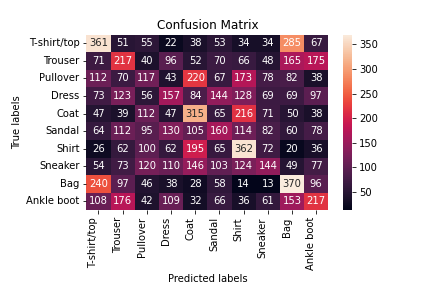 Confusion Matrix
True labels
T-shirt/top 361 51 55 22 38 53 34 34 285 67
Trouser 71 217 40 96 52 70 66 48 165 175
Pullover 112 70 117 43 220 67 173 78 82 38
Dress 73 123 56 157 84 144 128 69 69 97
Coat 47 39 112 47 315 65 216 71 50 38
Sandal 64 112 95 130 105 160 114 82 60 78
Shirt 26 62 100 62 195 65 362 72 20 36
Sneaker 54 73 120 110 146 103 124 144 49 77
Bag 240 97 46 38 28 58 14 13 370 96
Ankle boot 108 176 42 109 32 66 36 61 153 217
T-shirt/top Trouser Pullover Dress Coat Sandal Shirt Sneaker Bag Ankle boot
Predicted labels
350
300
250
200
150
100
50